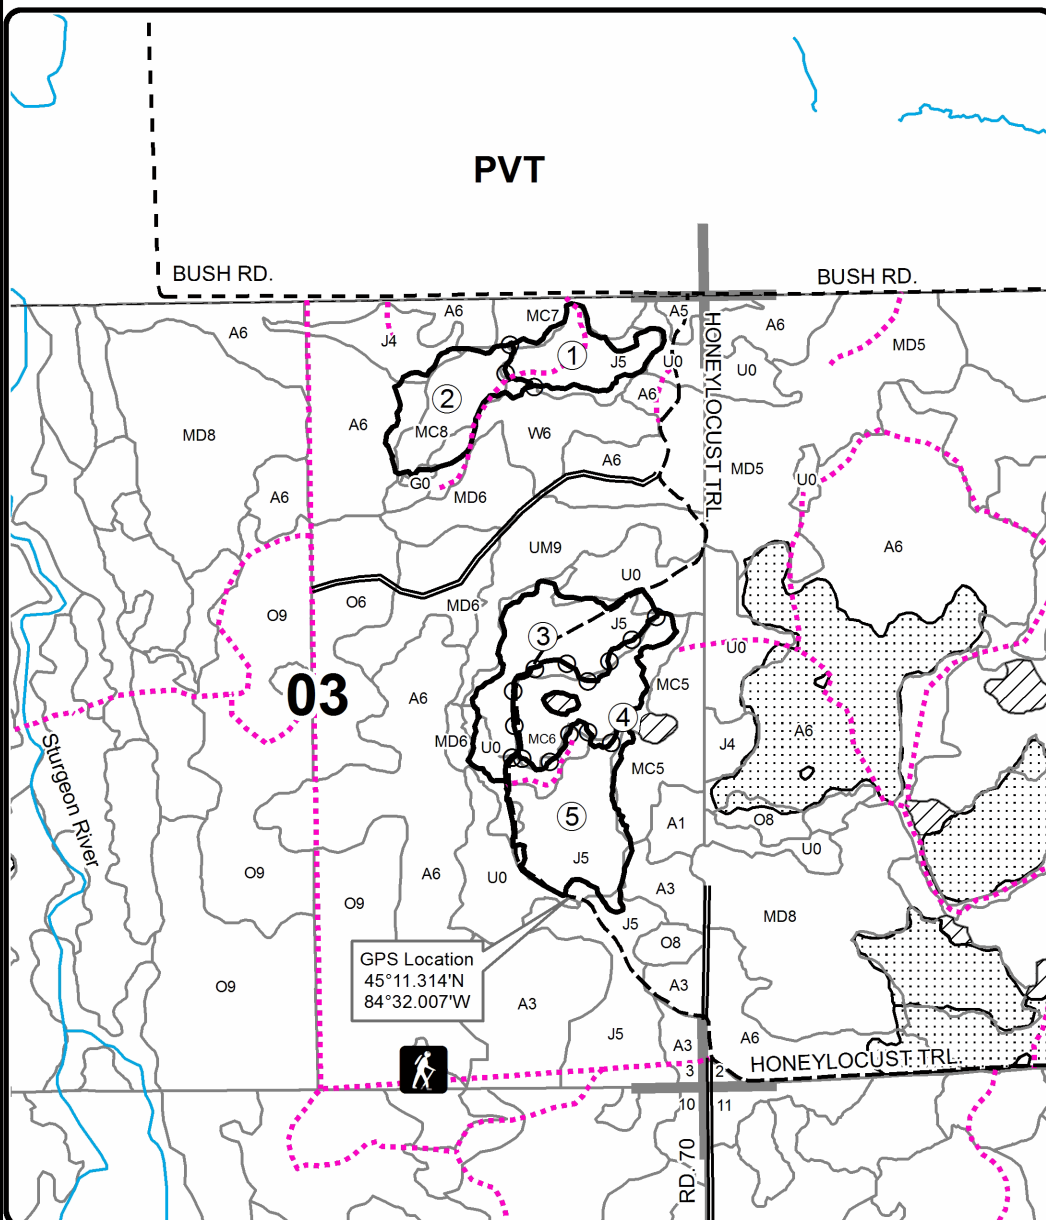 PVT
BUSH RD.
BUSH RD.
A6
J4
A6
MC7
A5
A6
MD5
1
J5
U0
U0
HONEYLOCUST TRL.
2
A6
MD8
A6
MC8
W6
MD5
A6
G0
MD6
A6
U0
UM9
A6
U0
O9
O6
MD6
3
J5
U0
03
A6
MC5
4
MD6
U0
MC6
J4
A6
MC5
Sturgeon River
5
A1
O8
J5
U0
O9
A6
U0
A3
O9
J5
MD8
O8
GPS Location
45°11.314'N
84°32.007'W
O9
A3
A3
J5
A3
A6
HONEYLOCUST TRL.
3
2
10
11
RD. 70